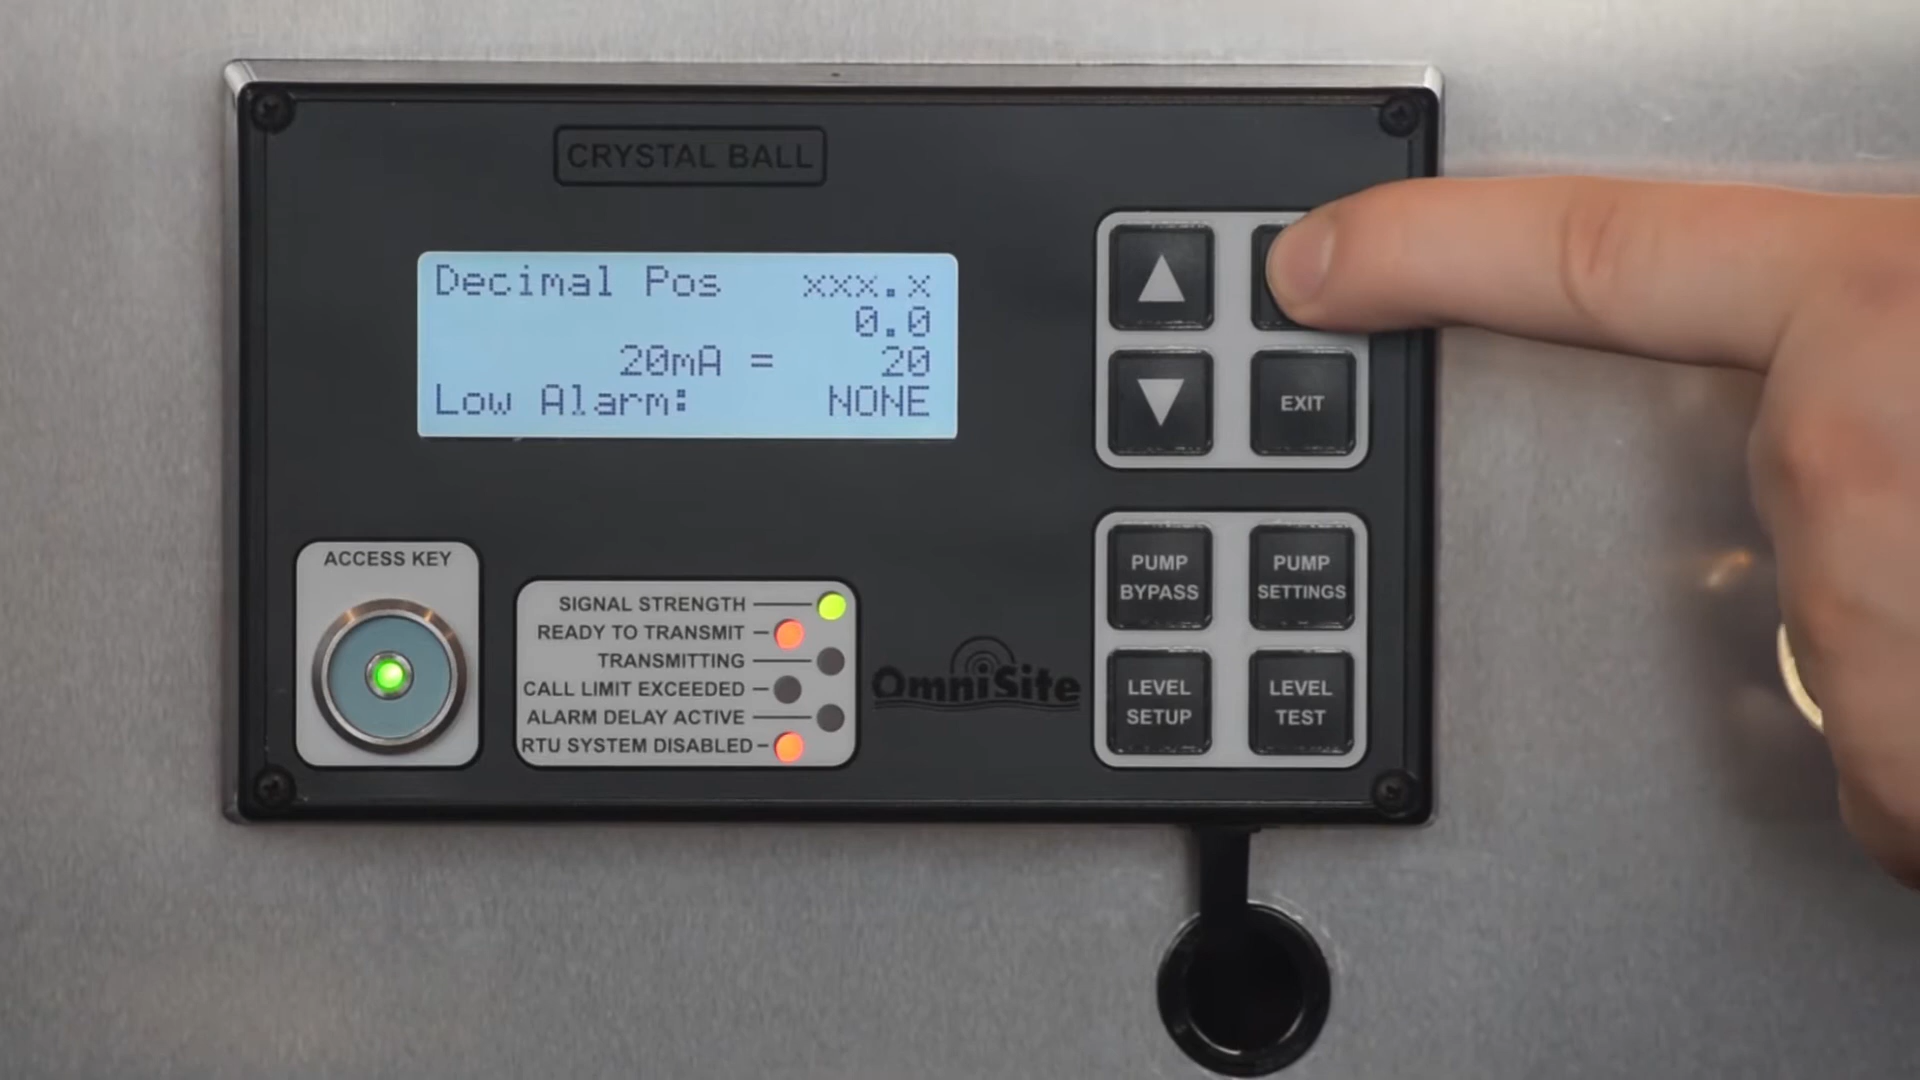 CRYSTAL BALL
Decimal Pos xxx.x
0.0
20mA = 20
Low Alarm: NONE
EXIT
ACCESS KEY
SIGNAL STRENGTH
READY TO TRANSMIT
TRANSMITTING
CALL LIMIT EXCEEDED
ALARM DELAY ACTIVE
RTU SYSTEM DISABLED
OmniSite
PUMP
BYPASS
PUMP
SETTINGS
LEVEL
SETUP
LEVEL
TEST